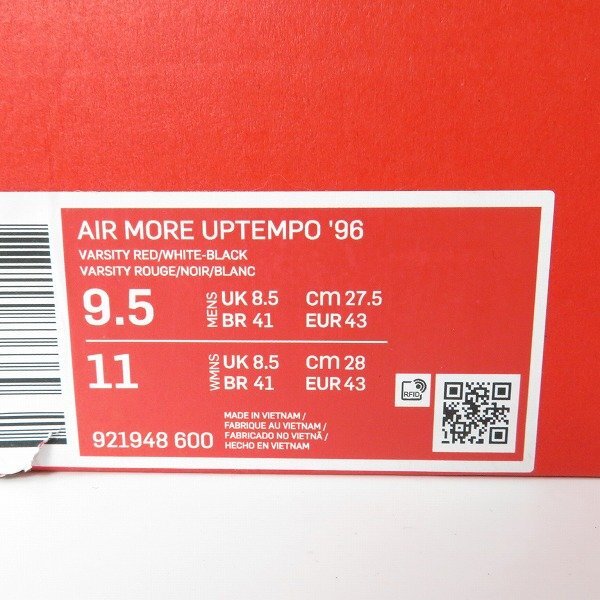 AIR MORE UPTEMPO '96
VARSITY RED/WHITE-BLACK
VARSITY ROUGE/NOIR/BLANC
9.5 MENS UK 8.5 CM 27.5
BR 41 EUR 43
11 WMNS UK 8.5 CM 28
BR 41 EUR 43
RFID
921948 600
MADE IN VIETNAM /
FABRIQUE AU VIETNAM /
FABRICADO NO VIETNÃ /
HECHO EN VIETNAM